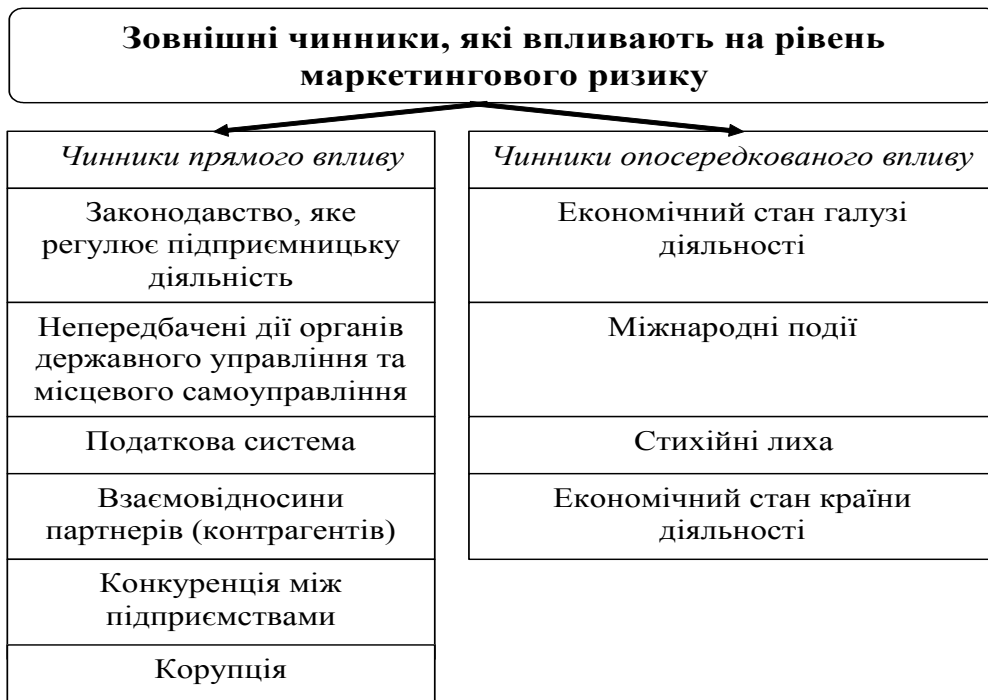 Зовнішні чинники, які впливають на рівень
маркетингового ризику
Чинники прямого впливу
Законодавство, яке
регулює підприємницьку
діяльність
Непередбачені дії органів
державного управління та
місцевого самоуправління
Податкова система
Взаємовідносини
партнерів (контрагентів)
Конкуренція між
підприємствами
Корупція
Чинники опосередкованого впливу
Економічний стан галузі
діяльності
Міжнародні події
Стихійні лиха
Економічний стан країни
діяльності